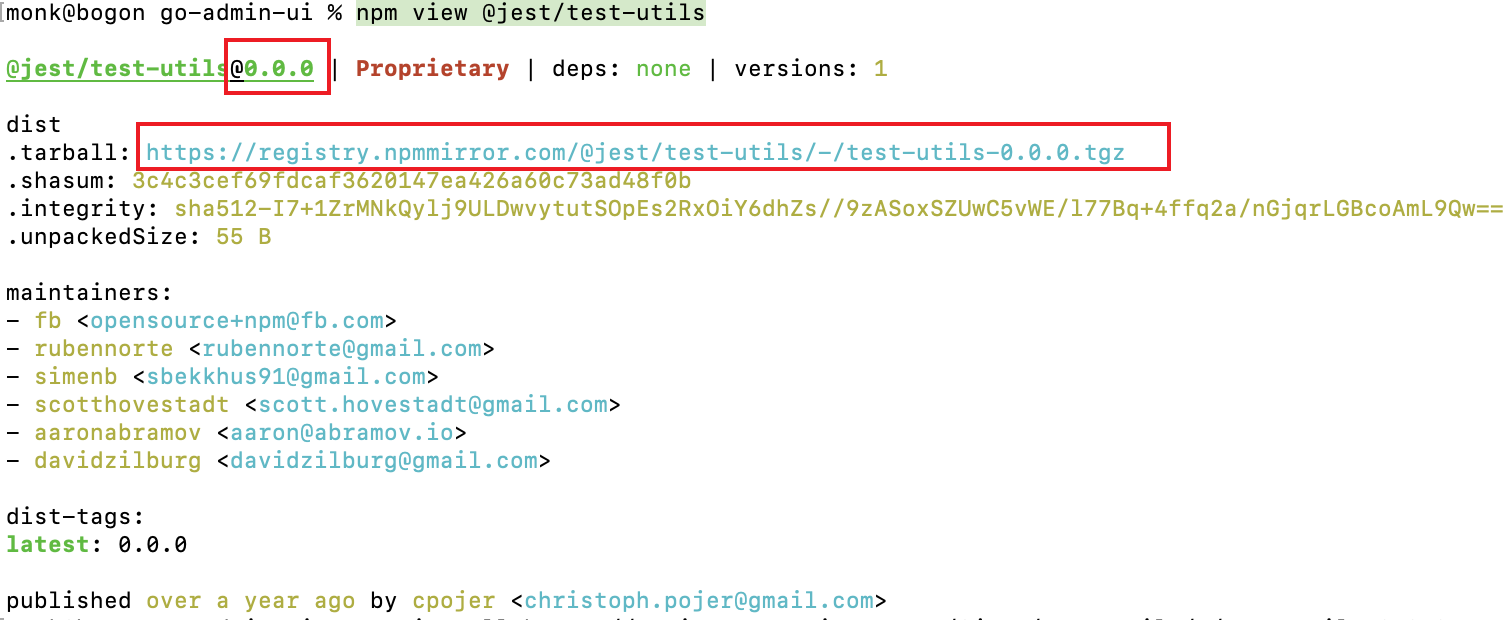 monk@bogon go-admin-ui % npm view @jest/test-utils
@jest/test-utils@0.0.0 | Proprietary | deps: none | versions: 1
dist
.tarball: https://registry.npmmirror.com/@jest/test-utils/-/test-utils-0.0.0.tgz
.shasum: 3c4c3cef69fdcaf3620147ea426a60c73ad48f0b
.integrity: sha512-I7+1ZrMNkQylj9ULDwvytutSOpEs2RxOiY6dhZs//9zASoxSZUwC5vWE/l77Bq+4ffq2a/nGjqrLGBcoAmL9Qw==
.unpackedSize: 55 B
maintainers:
- fb <opensource+npm@fb.com>
- rubennorte <rubennorte@gmail.com>
- simenb <sbekkhus91@gmail.com>
- scotthovestadt <scott.hovestadt@gmail.com>
- aaronabramov <aaron@abramov.io>
- davidzilburg <davidzilburg@gmail.com>
dist-tags:
latest: 0.0.0
published over a year ago by cpojer <christoph.pojer@gmail.com>